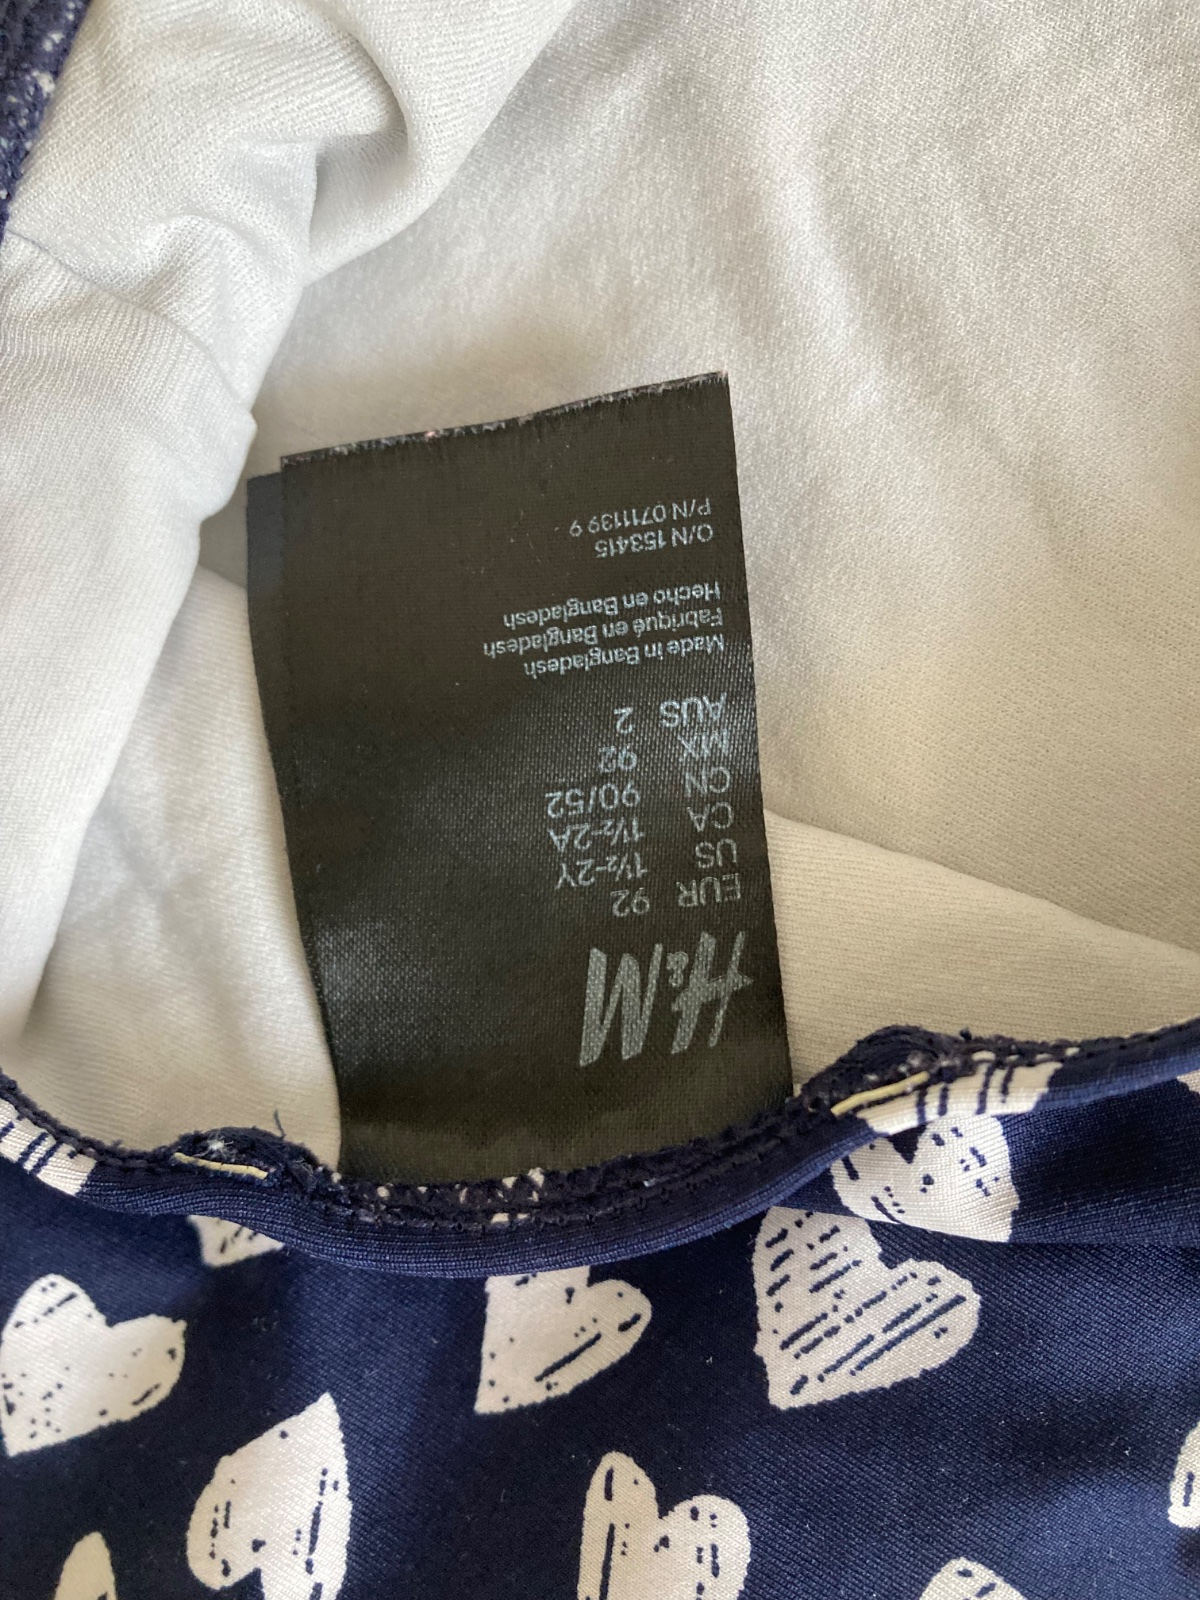 H&M
EUR 92
US 1½-2Y
CA 1½-2A
CN 90/52
MX 92
AUS 2
Made in Bangladesh
Fabriqué en Bangladesh
Hecho en Bangladesh
O/N 153415
P/N 0711139 9